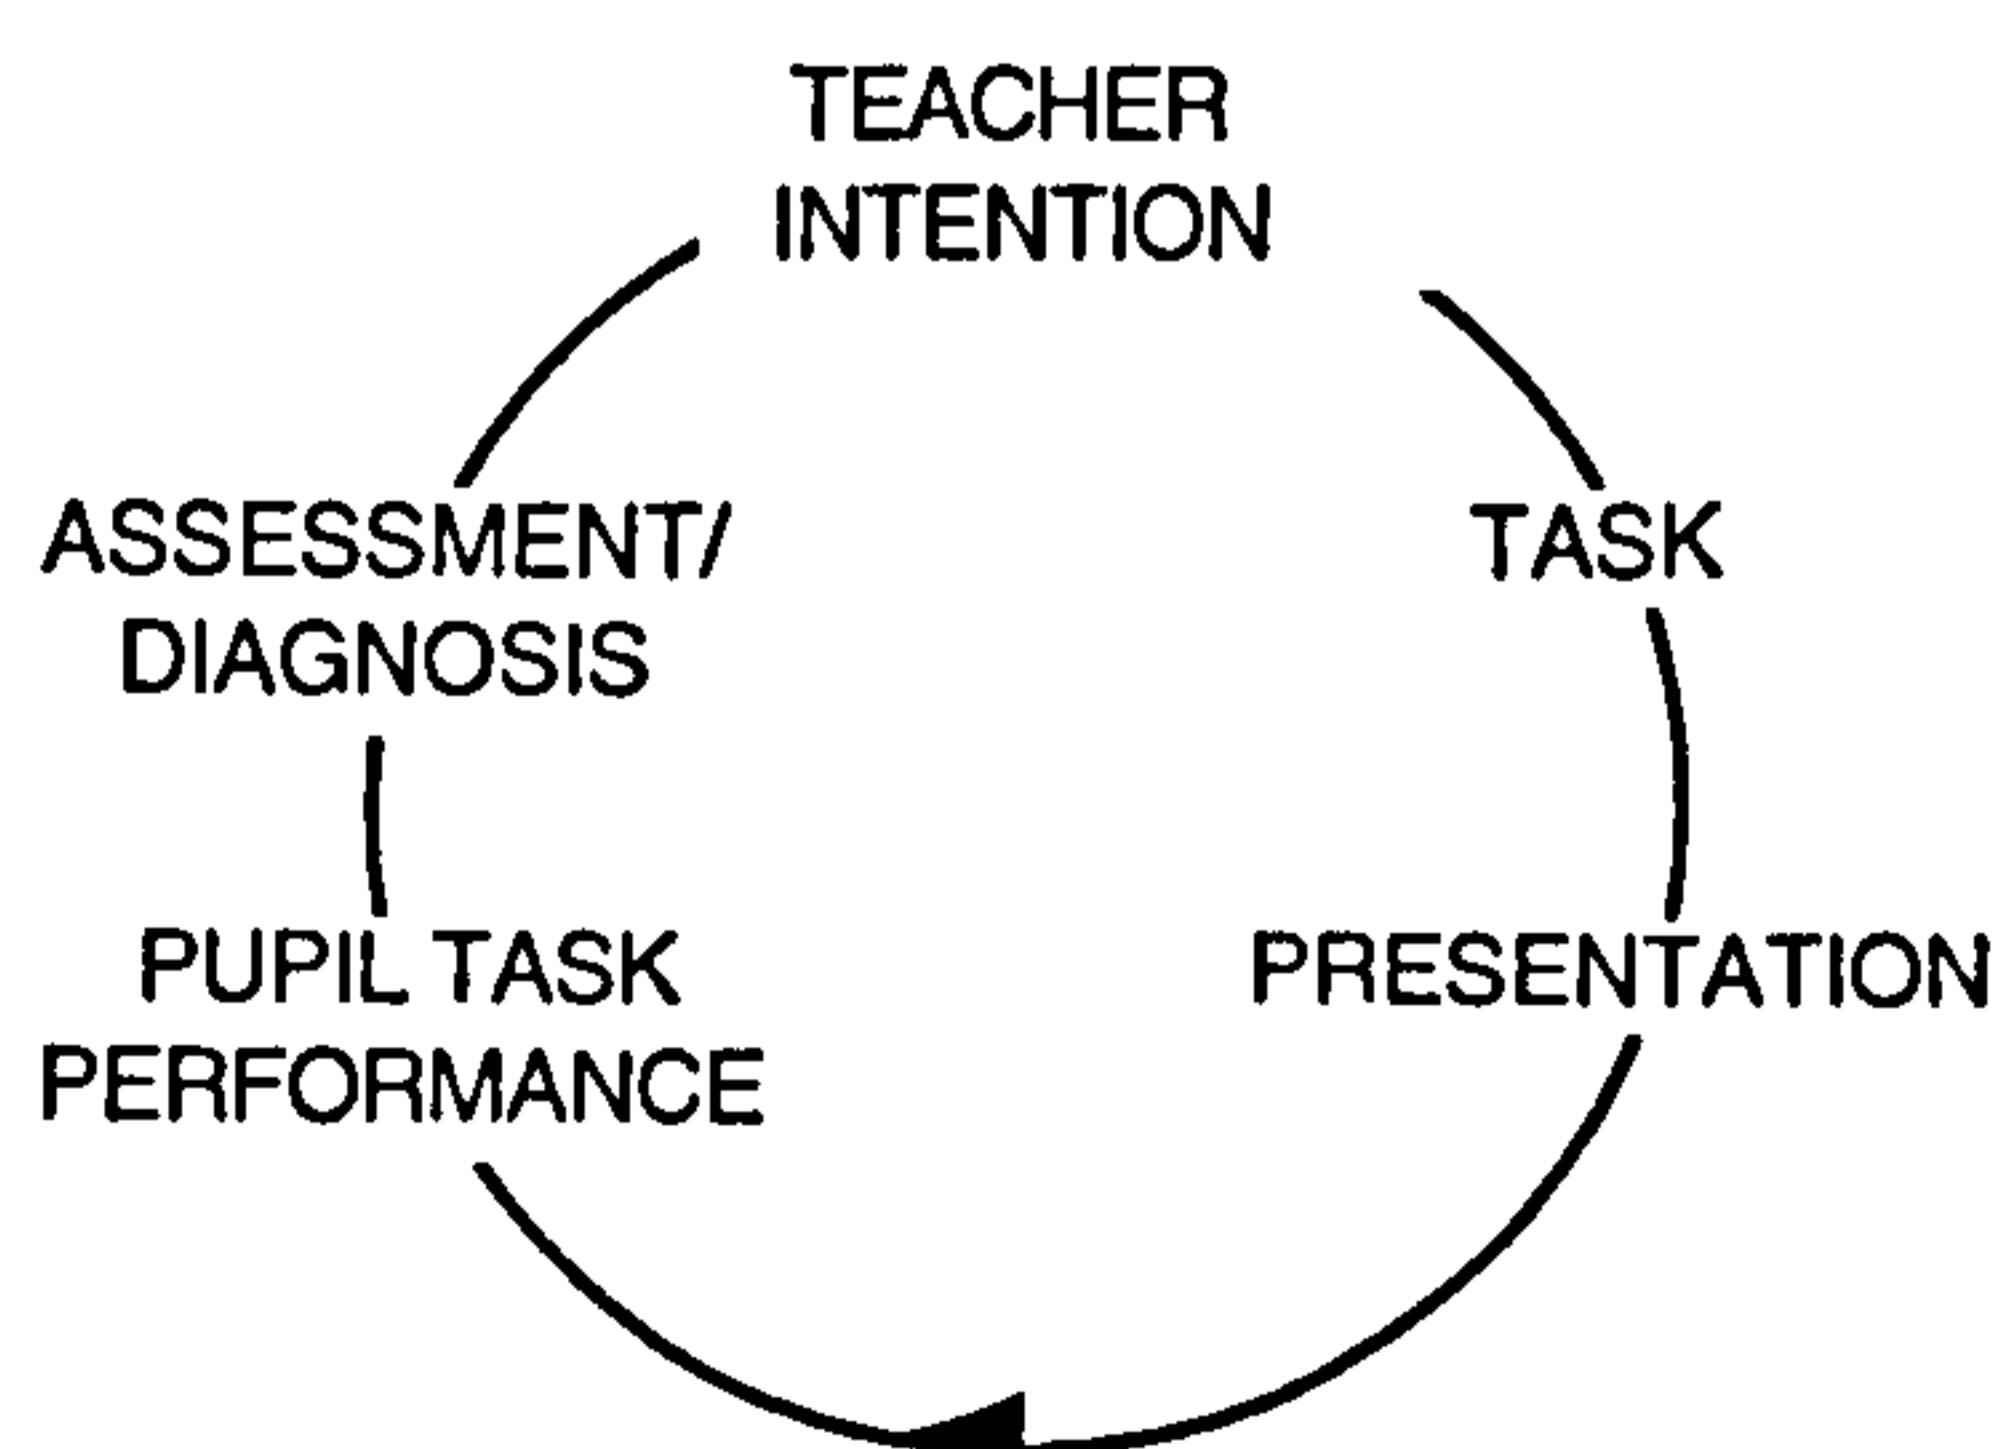 TEACHER
INTENTION
TASK
PRESENTATION
PUPIL TASK
PERFORMANCE
ASSESSMENT/
DIAGNOSIS